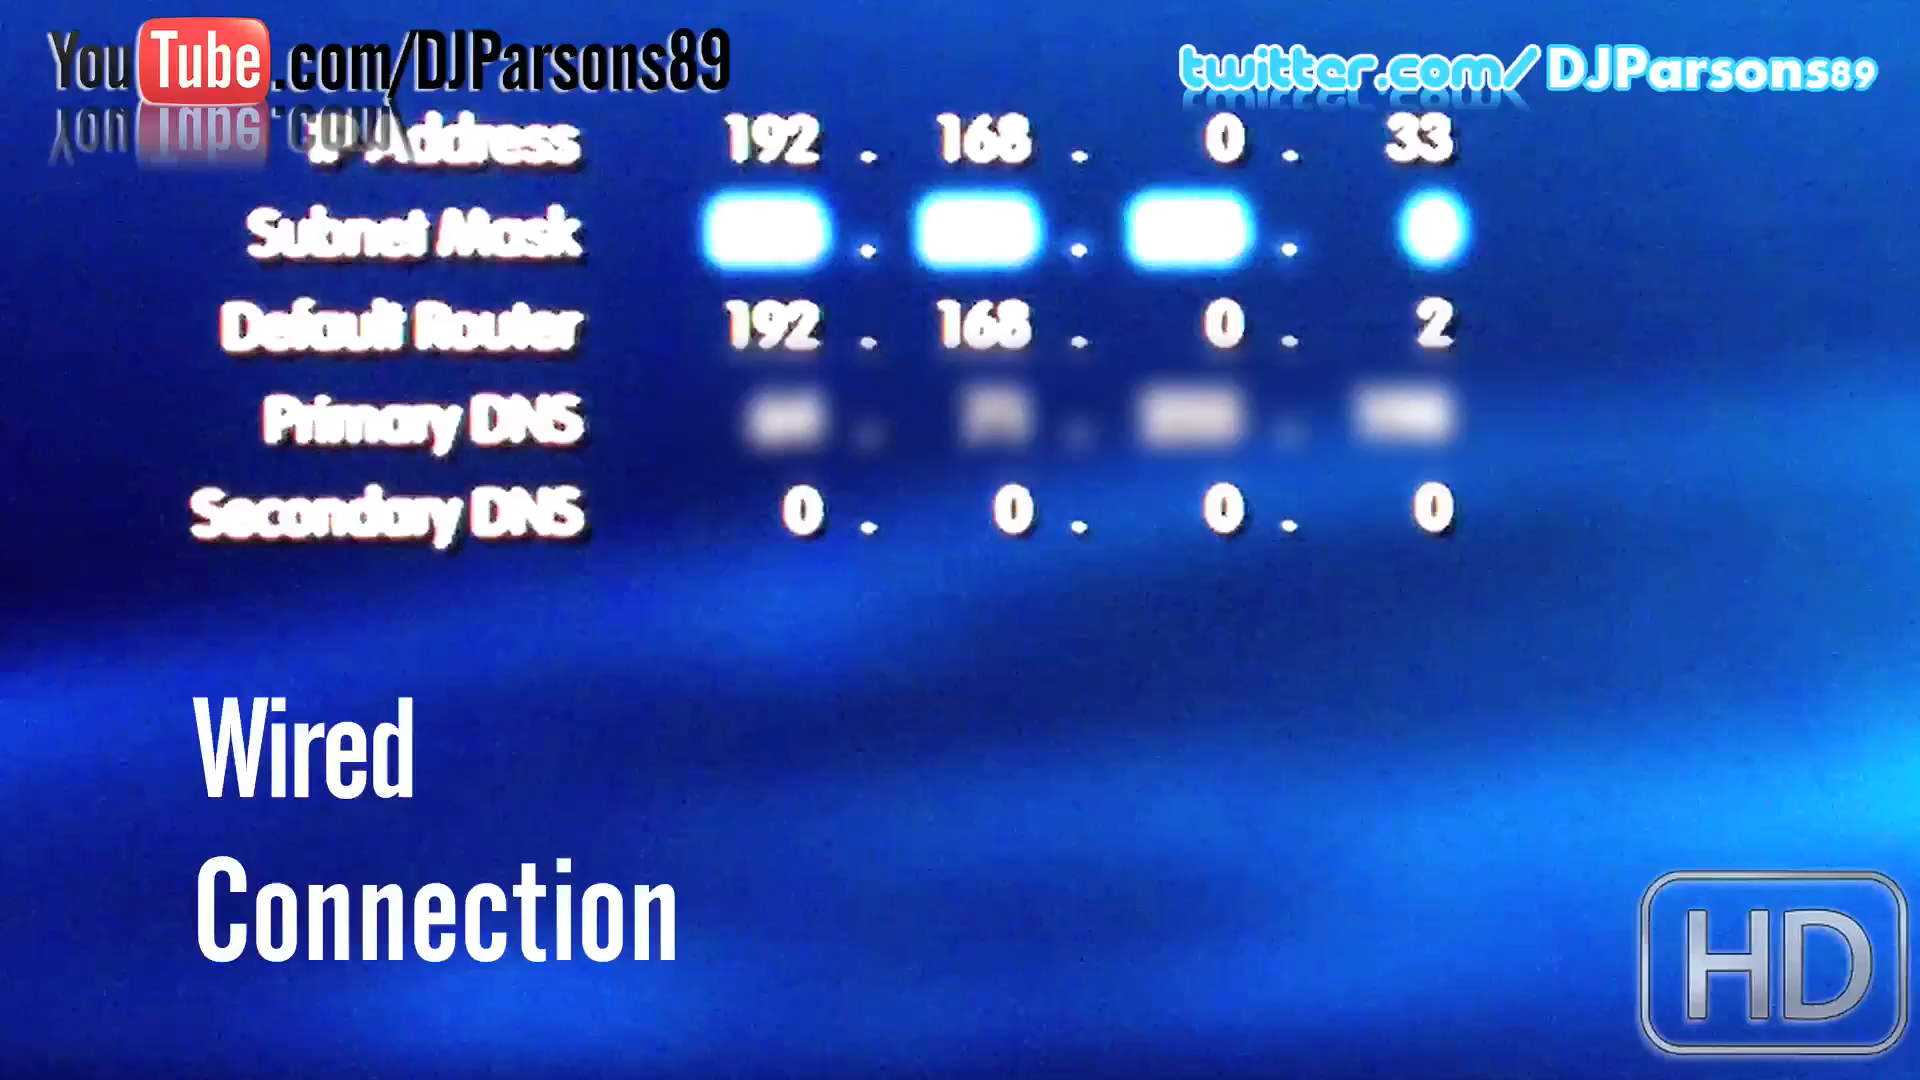 YouTube.com/DJParsons89
twitter.com/DJParsons89
IP Address 192 . 168 . 0 . 33
Subnet Mask
Default Router 192 . 168 . 0 . 2
Primary DNS
Secondary DNS 0 . 0 . 0 . 0
Wired
Connection
HD